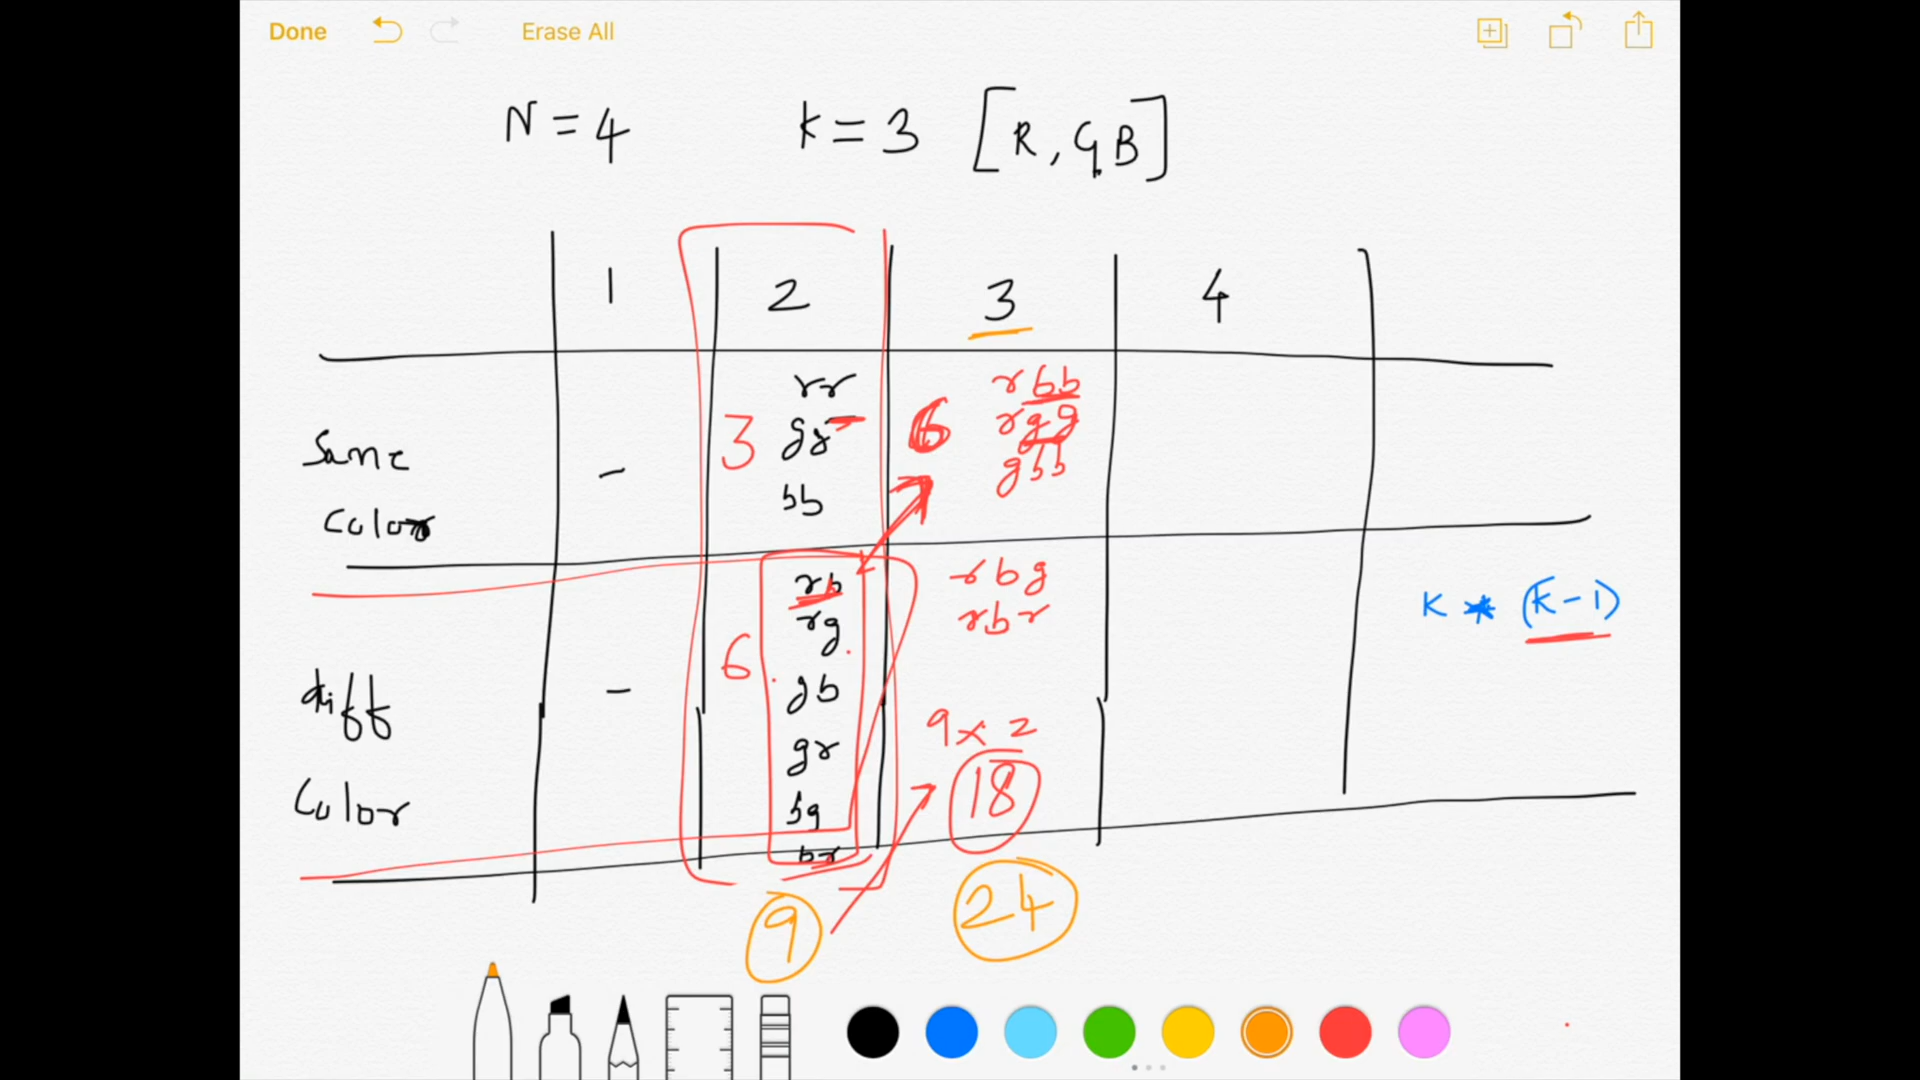 Done Erase All
N = 4 K = 3 [R, G, B]
1 2 3 4
Same
Color
-
3
rr
gg
bb
6
rbb
rgg
gbb
diff
Color
-
6
rb
rg
gb
gr
bg
br
rbg
rbr
9 x 2
18
K * (K-1)
9
24